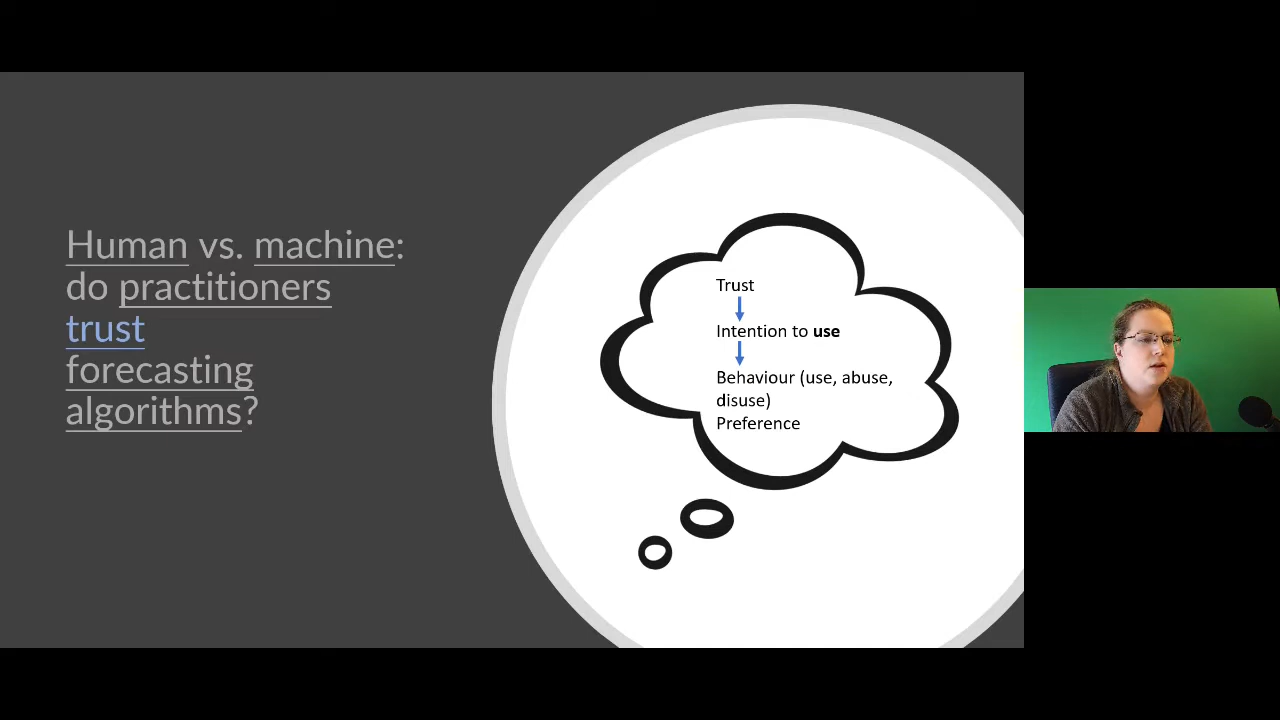 Human vs. machine:
do practitioners
trust
forecasting
algorithms?
Trust
Intention to use
Behaviour (use, abuse,
disuse)
Preference